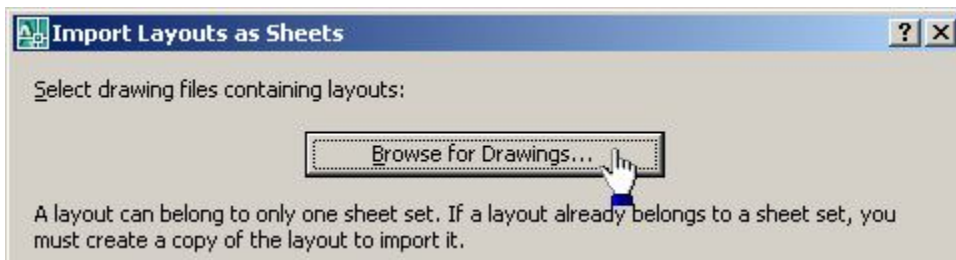 Import Layouts as Sheets
Select drawing files containing layouts:
Browse for Drawings...
A layout can belong to only one sheet set. If a layout already belongs to a sheet set, you
must create a copy of the layout to import it.